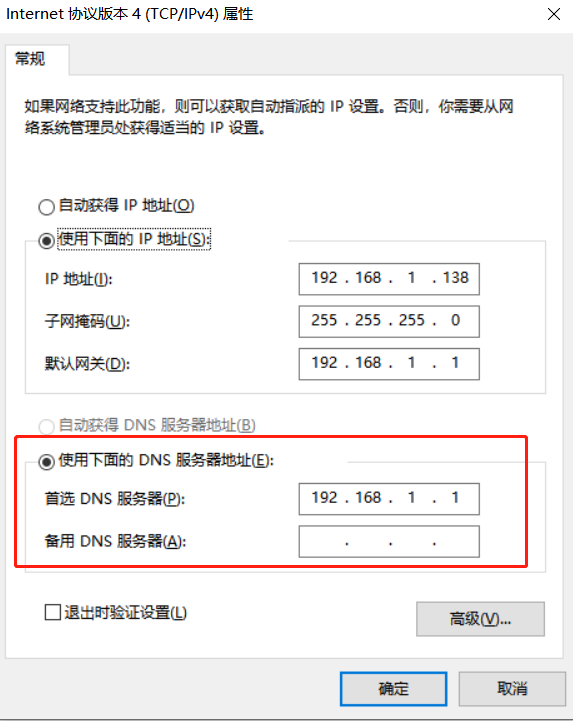 Internet 协议版本 4 (TCP/IPv4) 属性
常规
如果网络支持此功能，则可以获取自动指派的 IP 设置。否则，你需要从网
络系统管理员处获得适当的 IP 设置。
自动获得 IP 地址(O)
使用下面的 IP 地址(S):
IP 地址(I): 192 . 168 . 1 . 138
子网掩码(U): 255 . 255 . 255 . 0
默认网关(D): 192 . 168 . 1 . 1
自动获得 DNS 服务器地址(B)
使用下面的 DNS 服务器地址(E):
首选 DNS 服务器(P): 192 . 168 . 1 . 1
备用 DNS 服务器(A): . . .
退出时验证设置(L)
高级(V)...
确定 取消